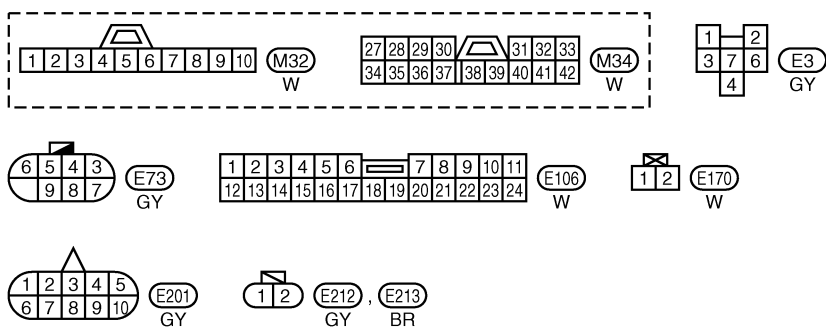 1 2 3 4 5 6 7 8 9 10 M32
W
27 28 29 30 31 32 33
34 35 36 37 38 39 40 41 42 M34
W
1 2
3 7 6 E3
4 GY
6 5 4 3
9 8 7 E73
GY
1 2 3 4 5 6 7 8 9 10 11
12 13 14 15 16 17 18 19 20 21 22 23 24 E106
W
1 2 E170
W
1 2 3 4 5
6 7 8 9 10 E201
GY
1 2 E212 , E213
GY BR